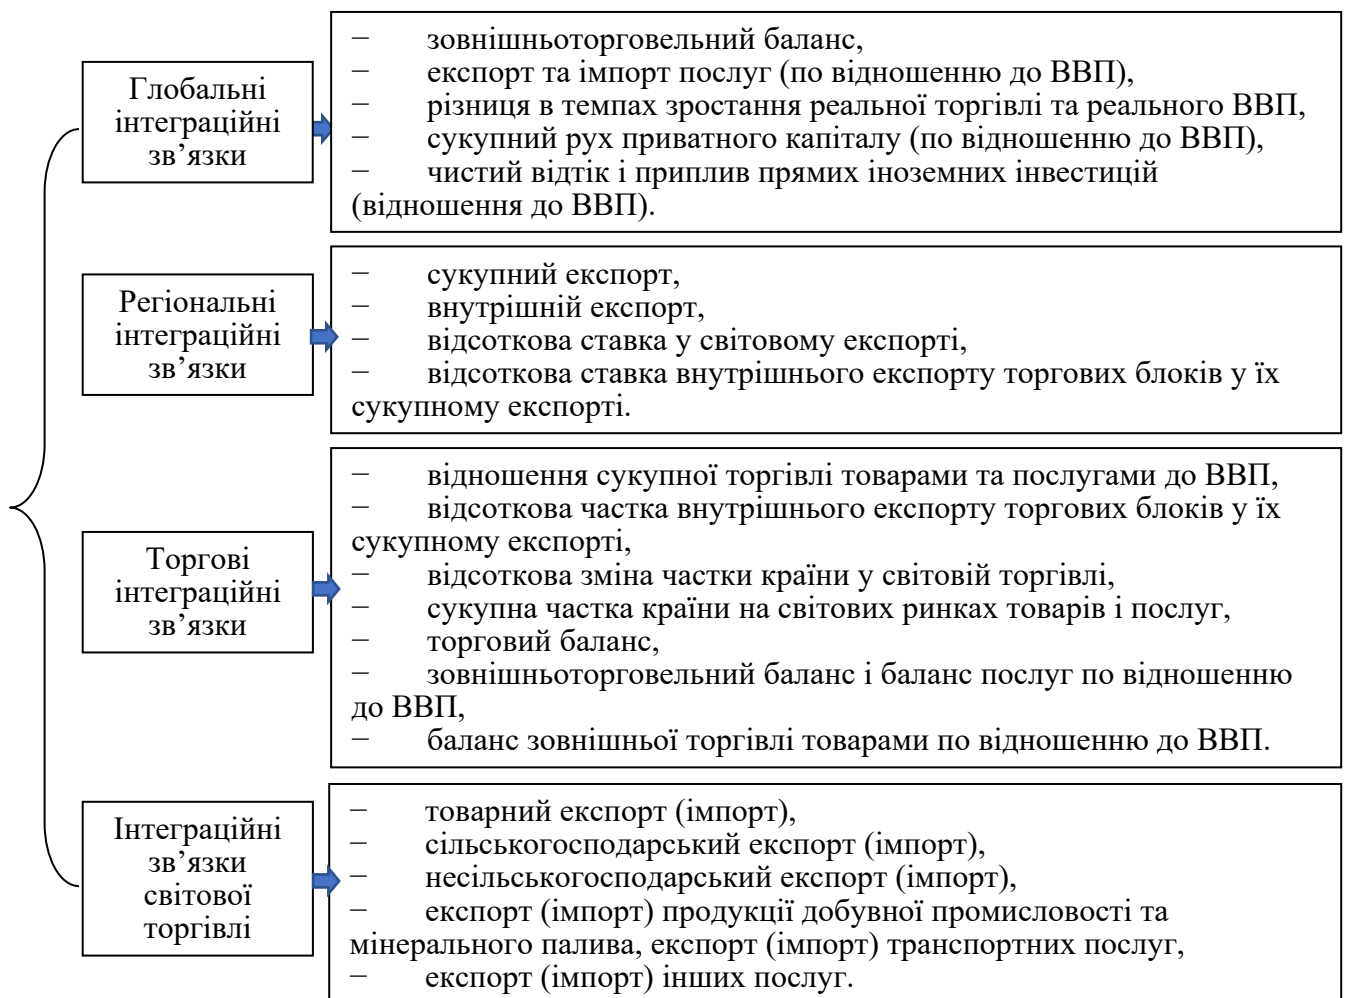 Глобальні
інтеграційні
зв’язки
− зовнішньоторговельний баланс,
− експорт та імпорт послуг (по відношенню до ВВП),
− різниця в темпах зростання реальної торгівлі та реального ВВП,
− сукупний рух приватного капіталу (по відношенню до ВВП),
− чистий відтік і приплив прямих іноземних інвестицій
(відношення до ВВП).
Регіональні
інтеграційні
зв’язки
− сукупний експорт,
− внутрішній експорт,
− відсоткова ставка у світовому експорті,
− відсоткова ставка внутрішнього експорту торгових блоків у їх
сукупному експорті.
Торгові
інтеграційні
зв’язки
− відношення сукупної торгівлі товарами та послугами до ВВП,
− відсоткова частка внутрішнього експорту торгових блоків у їх
сукупному експорті,
− відсоткова зміна частки країни у світовій торгівлі,
− сукупна частка країни на світових ринках товарів і послуг,
− торговий баланс,
− зовнішньоторговельний баланс і баланс послуг по відношенню
до ВВП,
− баланс зовнішньої торгівлі товарами по відношенню до ВВП.
Інтеграційні
зв’язки
світової
торгівлі
− товарний експорт (імпорт),
− сільськогосподарський експорт (імпорт),
− несільськогосподарський експорт (імпорт),
− експорт (імпорт) продукції добувної промисловості та
мінерального палива, експорт (імпорт) транспортних послуг,
− експорт (імпорт) інших послуг.